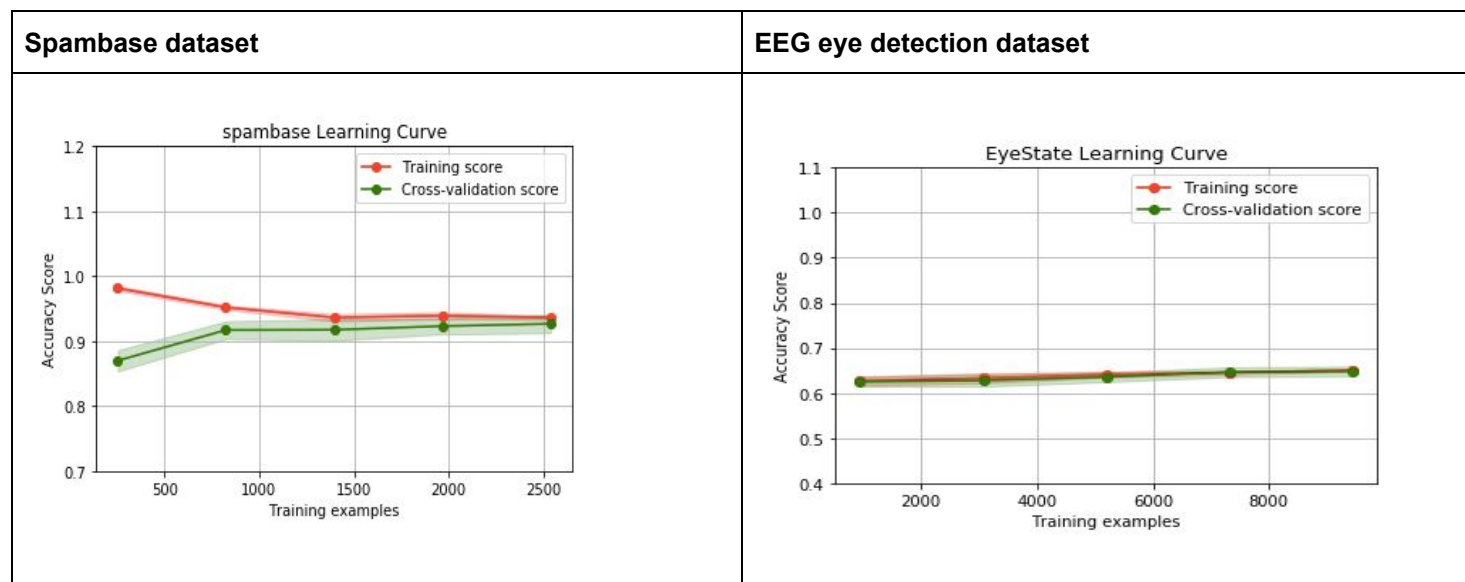 Spambase dataset
EEG eye detection dataset
spambase Learning Curve
Training score
Cross-validation score
1.2
1.1
1.0
0.9
0.8
0.7
Accuracy Score
500 1000 1500 2000 2500
Training examples
EyeState Learning Curve
Training score
Cross-validation score
1.1
1.0
0.9
0.8
0.7
0.6
0.5
0.4
Accuracy Score
2000 4000 6000 8000
Training examples